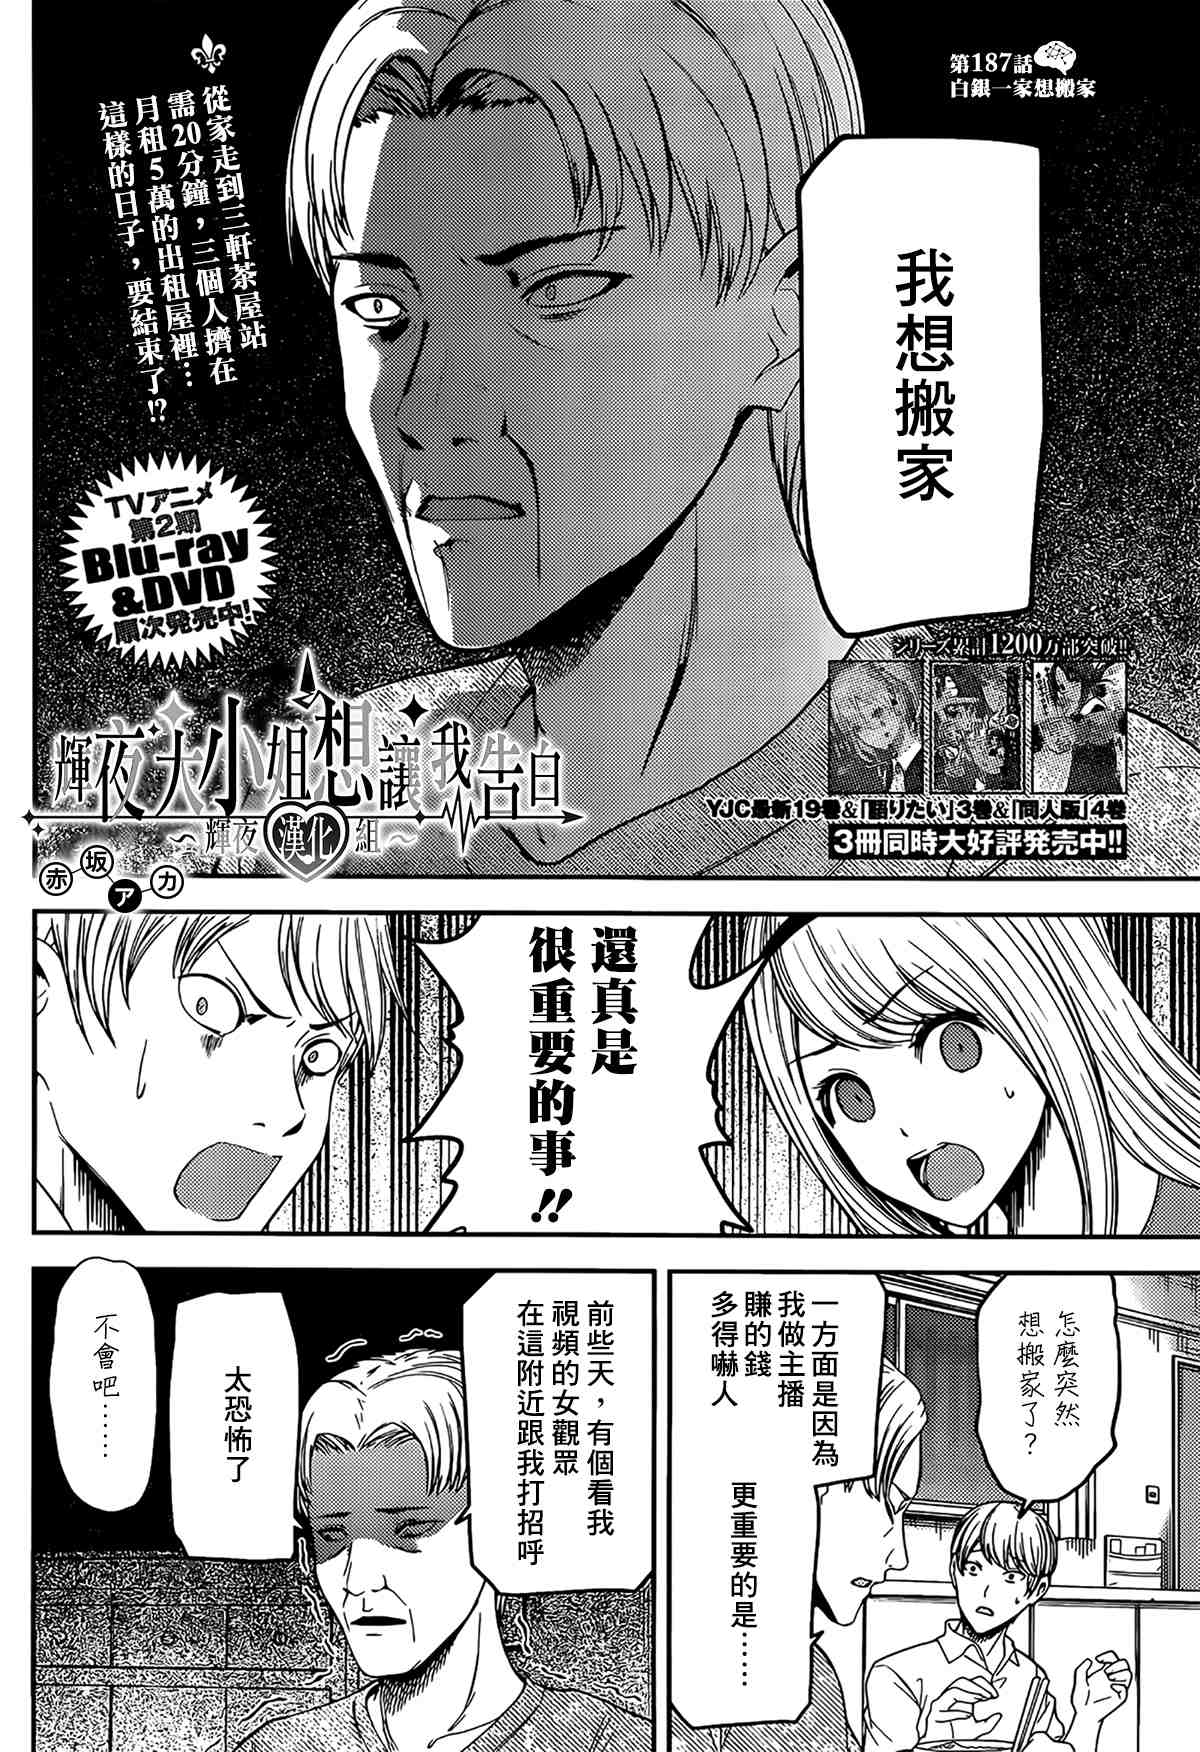 第187話
白銀一家想搬家
我想搬家
從家走到三軒茶屋站
需20分鐘，三個人擠在
月租5萬的出租屋裡…
這樣的日子，要結束了!?
TVアニメ
第2期
Blu-ray
&DVD
順次発売中!
シリーズ累計1200万部突破!!
YJC最新19巻&「語りたい」3巻&「同人版」4巻
3冊同時大好評発売中!!
輝夜大小姐想讓我告白
～輝夜漢化組～
赤坂アカ
還真是
很重要的事!!
怎麼突然
想搬家了？
一方面是因為
我做主播
賺的錢
多得嚇人
更重要的是……
前些天，有個看我
視頻的女觀眾
在這附近跟我打招呼
太恐怖了
不會吧……